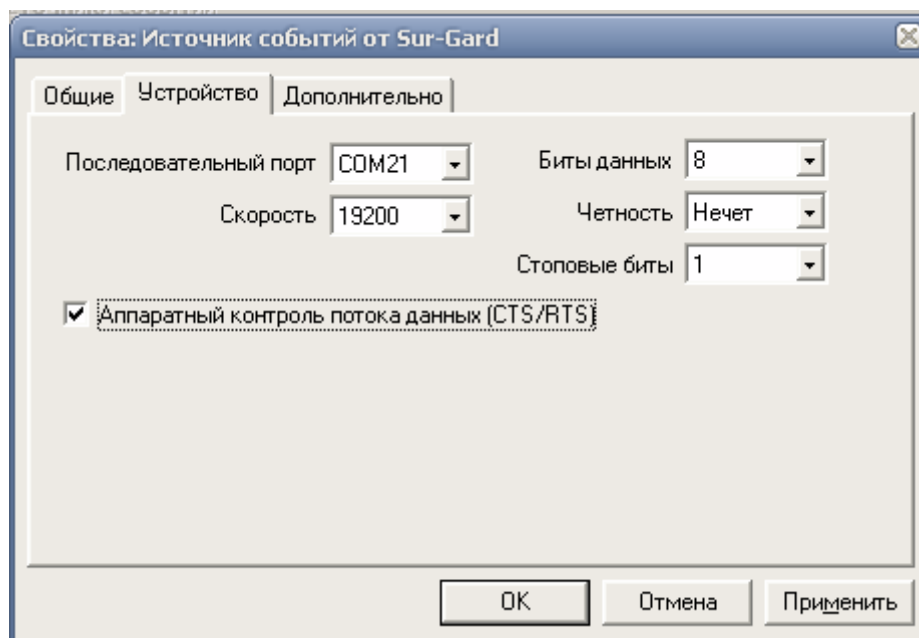 Свойства: Источник событий от Sur-Gard
Общие Устройство Дополнительно
Последовательный порт COM21 Биты данных 8
Скорость 19200 Четность Нечет
Стоповые биты 1
Аппаратный контроль потока данных (CTS/RTS)
OK Отмена Применить